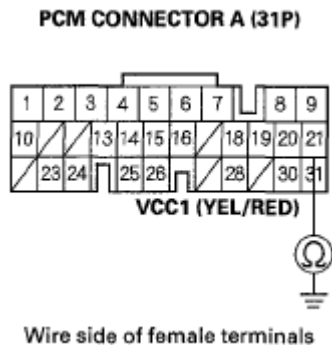 PCM CONNECTOR A (31P)
1 2 3 4 5 6 7 8 9
10 13 14 15 16 18 19 20 21
23 24 25 26 28 30 31
VCC1 (YEL/RED)
Ω
Wire side of female terminals